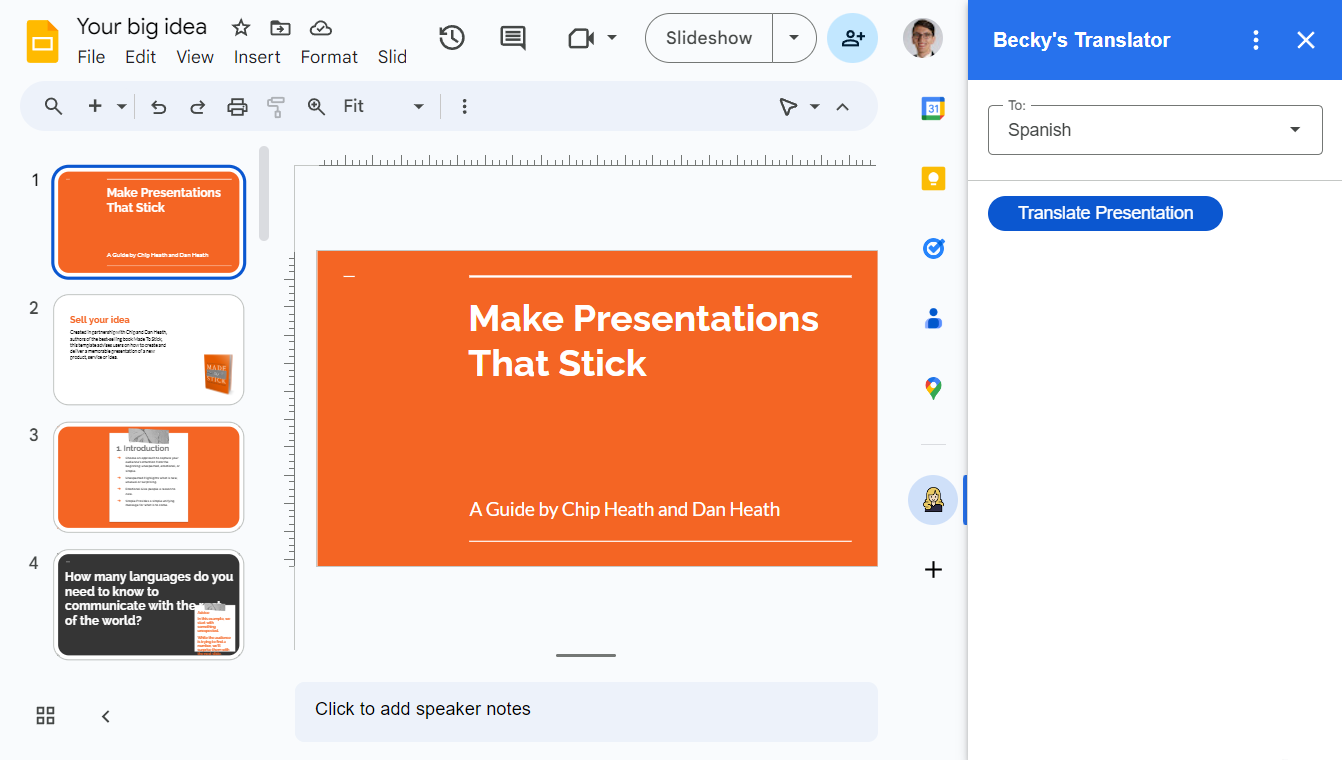 Your big idea
File Edit View Insert Format Slid
Slideshow
Fit
1
Make Presentations
That Stick
A Guide by Chip Heath and Dan Heath
2
Sell your idea
Created in partnership with Chip and Dan Heath,
authors of the best-selling book Made To Stick,
this template advises users on how to create and
deliver a memorable presentation of a new
product, service or idea.
MADE
to
STICK
3
1. Introduction
4
How many languages do you
need to know to
communicate with the
of the world?
Make Presentations
That Stick
A Guide by Chip Heath and Dan Heath
Click to add speaker notes
31
Becky's Translator
To:
Spanish
Translate Presentation